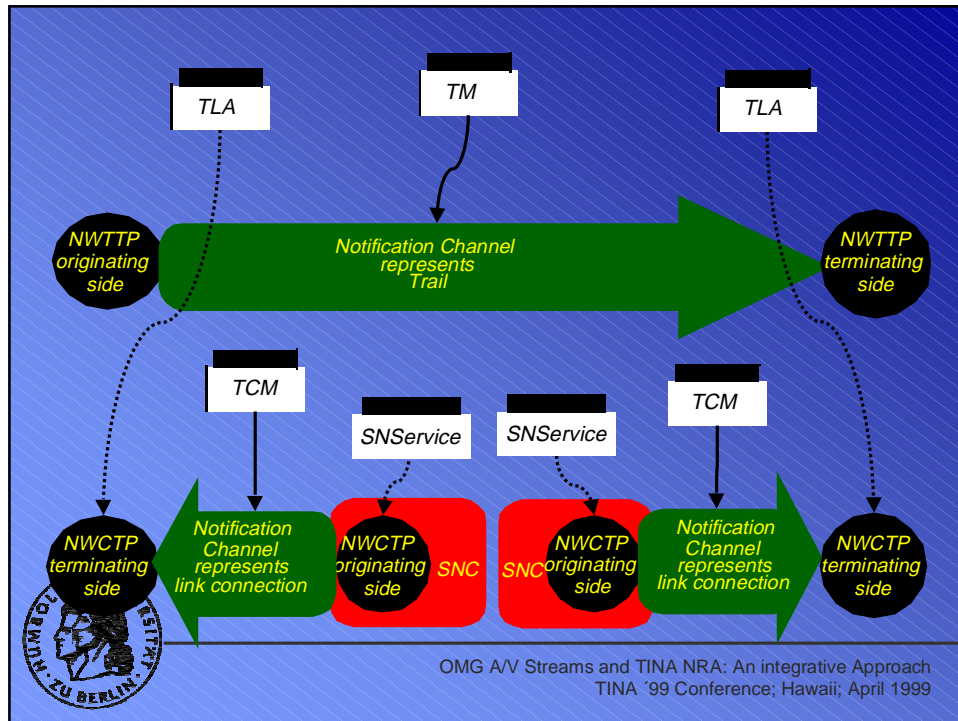 TLA
TM
TLA
NWTTP
originating
side
Notification Channel
represents
Trail
NWTTP
terminating
side
TCM
SNService
SNService
TCM
NWCTP
terminating
side
Notification
Channel
represents
link connection
NWCTP
originating
side
SNC
SNC
NWCTP
originating
side
Notification
Channel
represents
link connection
NWCTP
terminating
side
ZU BERLIN
OMG A/V Streams and TINA NRA: An integrative Approach
TINA ´99 Conference; Hawaii; April 1999